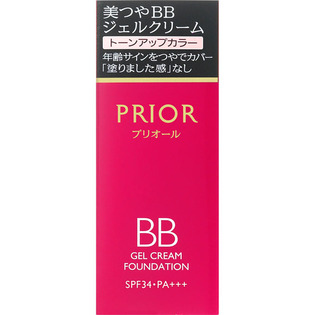 美つやBB
ジェルクリーム
トーンアップカラー
年齢サインをつやでカバー
「塗りました感」なし
PRIOR
プリオール
BB
GEL CREAM
FOUNDATION
SPF34・PA+++